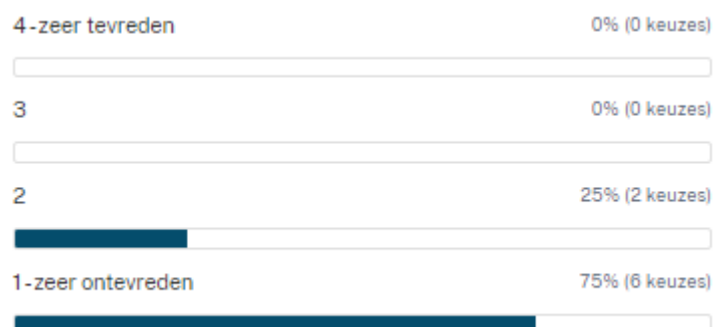 4-zeer tevreden 0% (0 keuzes)
3 0% (0 keuzes)
2 25% (2 keuzes)
1-zeer ontevreden 75% (6 keuzes)